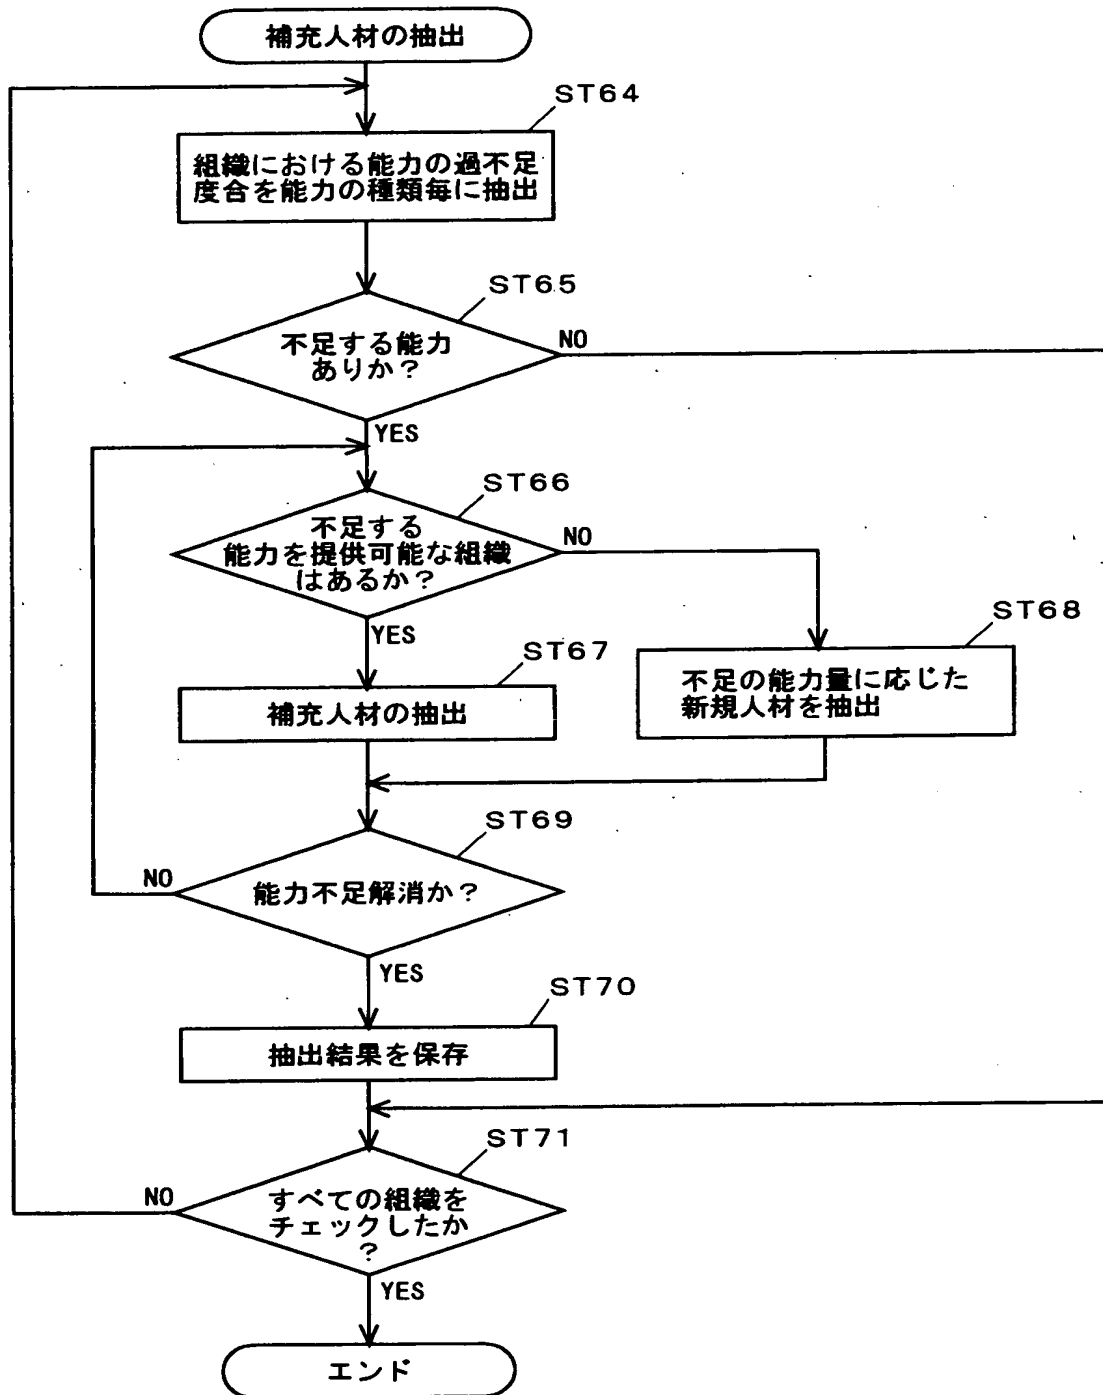 補充人材の抽出
ST64
組織における能力の過不足
度合を能力の種類毎に抽出
ST65
不足する能力
ありか?
NO
YES
ST66
不足する
能力を提供可能な組織
はあるか?
NO
YES
ST67
補充人材の抽出
ST68
不足の能力量に応じた
新規人材を抽出
ST69
能力不足解消か?
NO
YES
ST70
抽出結果を保存
ST71
すべての組織を
チェックしたか
?
NO
YES
エンド